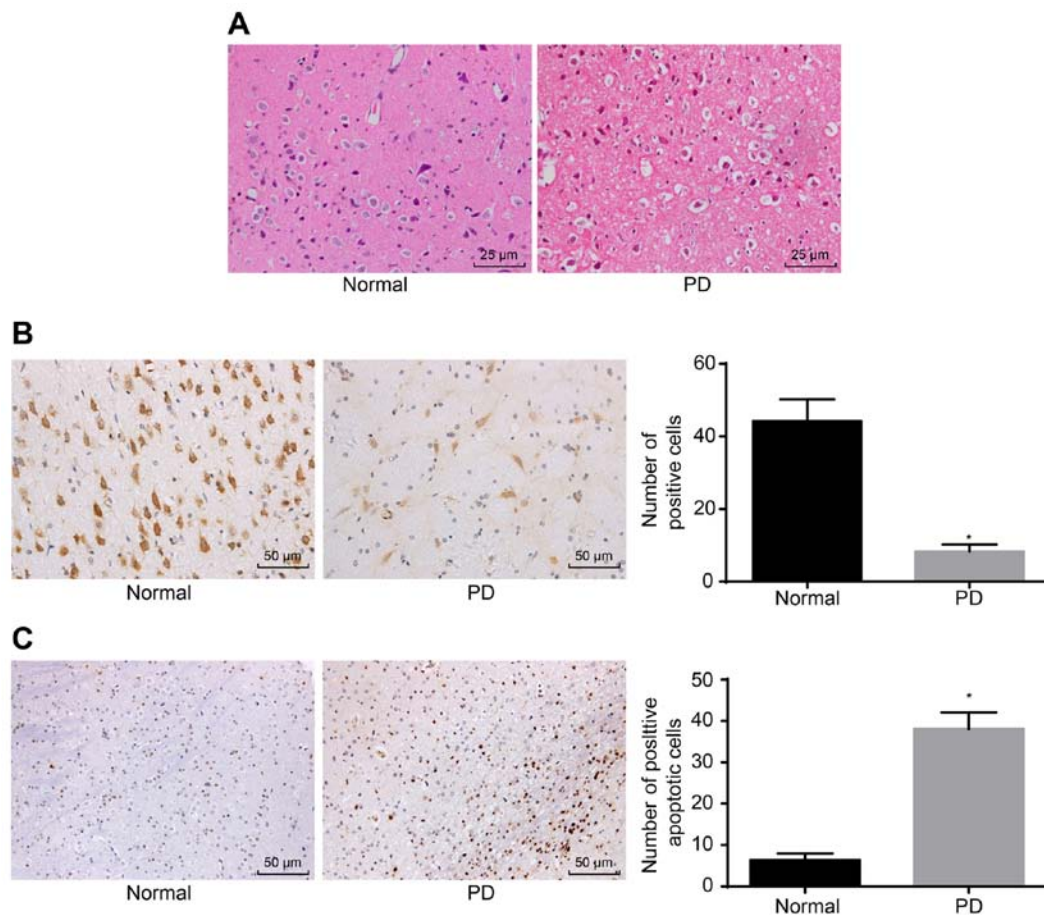 A
25 µm
25 µm
Normal
PD
B
50 µm
50 µm
Normal
PD
60
40
20
0
Number of
positive cells
*
Normal
PD
C
50 µm
50 µm
Normal
PD
50
40
30
20
10
0
Number of posittive
apoptotic cells
*
Normal
PD